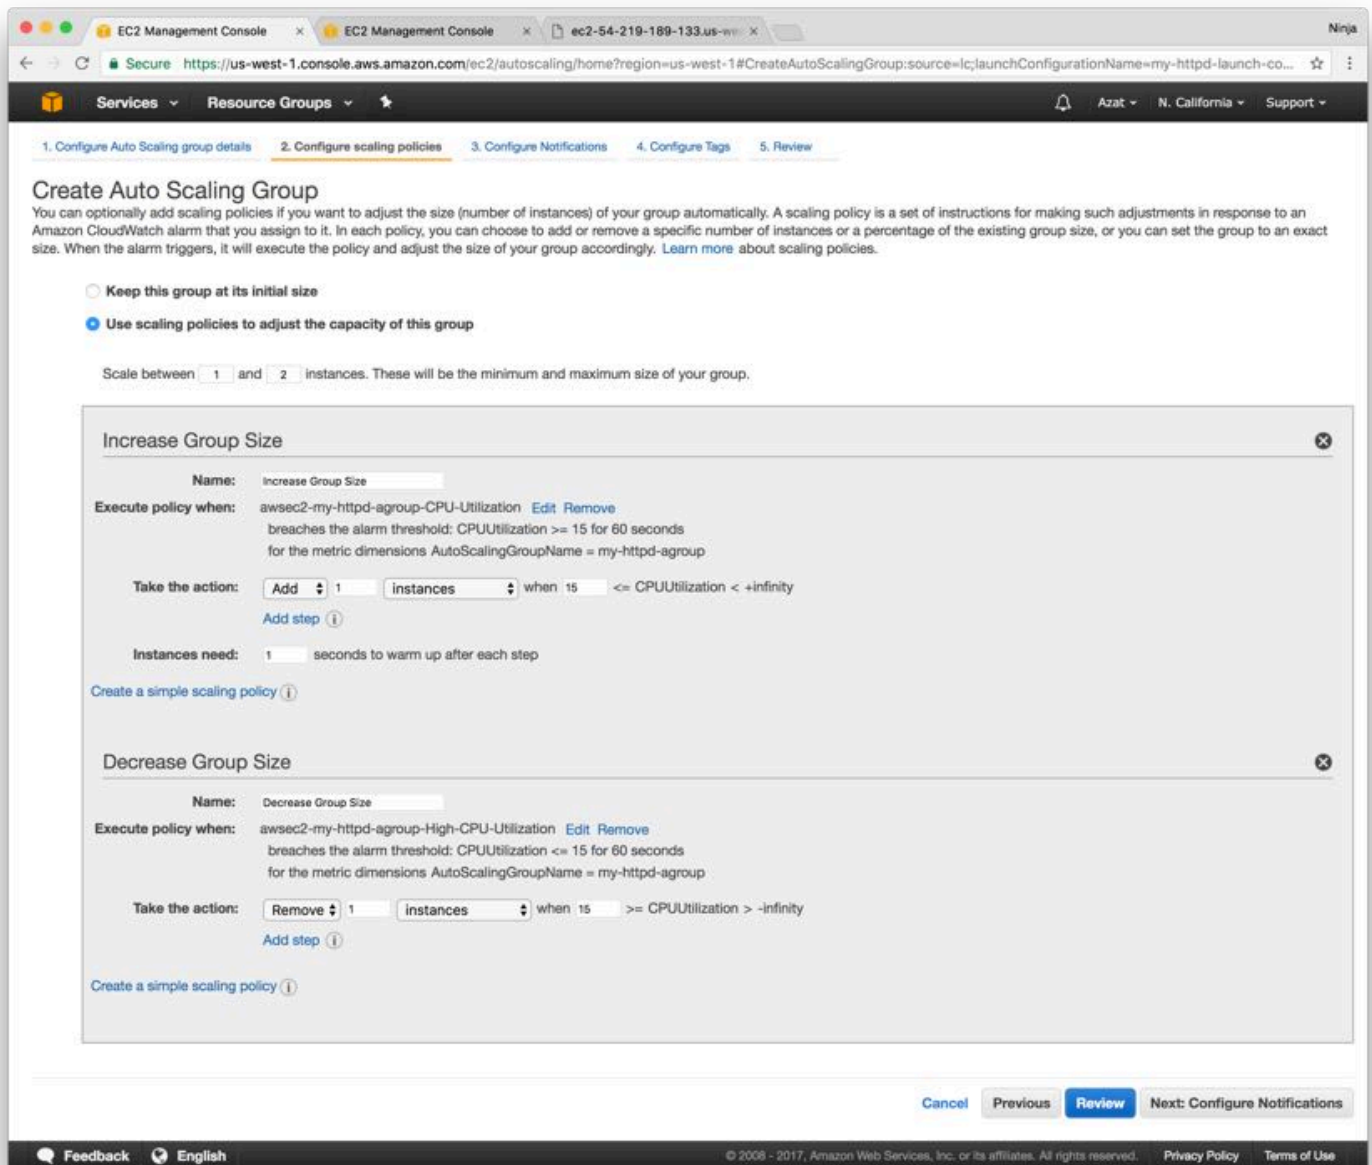 EC2 Management Console × EC2 Management Console × ec2-54-219-189-133.us-we ×
Ninja
Secure https://us-west-1.console.aws.amazon.com/ec2/autoscaling/home?region=us-west-1#CreateAutoScalingGroup:source=lc;launchConfigurationName=my-httpd-launch-co...
Services Resource Groups Azat N. California Support
1. Configure Auto Scaling group details 2. Configure scaling policies 3. Configure Notifications 4. Configure Tags 5. Review
Create Auto Scaling Group
You can optionally add scaling policies if you want to adjust the size (number of instances) of your group automatically. A scaling policy is a set of instructions for making such adjustments in response to an
Amazon CloudWatch alarm that you assign to it. In each policy, you can choose to add or remove a specific number of instances or a percentage of the existing group size, or you can set the group to an exact
size. When the alarm triggers, it will execute the policy and adjust the size of your group accordingly. Learn more about scaling policies.
Keep this group at its initial size
Use scaling policies to adjust the capacity of this group
Scale between 1 and 2 instances. These will be the minimum and maximum size of your group.
Increase Group Size
Name: Increase Group Size
Execute policy when: awsec2-my-httpd-agroup-CPU-Utilization Edit Remove
breaches the alarm threshold: CPUUtilization >= 15 for 60 seconds
for the metric dimensions AutoScalingGroupName = my-httpd-agroup
Take the action: Add 1 instances when 15 <= CPUUtilization < +infinity
Add step i
Instances need: 1 seconds to warm up after each step
Create a simple scaling policy i
Decrease Group Size
Name: Decrease Group Size
Execute policy when: awsec2-my-httpd-agroup-High-CPU-Utilization Edit Remove
breaches the alarm threshold: CPUUtilization <= 15 for 60 seconds
for the metric dimensions AutoScalingGroupName = my-httpd-agroup
Take the action: Remove 1 instances when 15 >= CPUUtilization > -infinity
Add step i
Create a simple scaling policy i
Cancel Previous Review Next: Configure Notifications
Feedback English © 2008 - 2017, Amazon Web Services, Inc. or its affiliates. All rights reserved. Privacy Policy Terms of Use